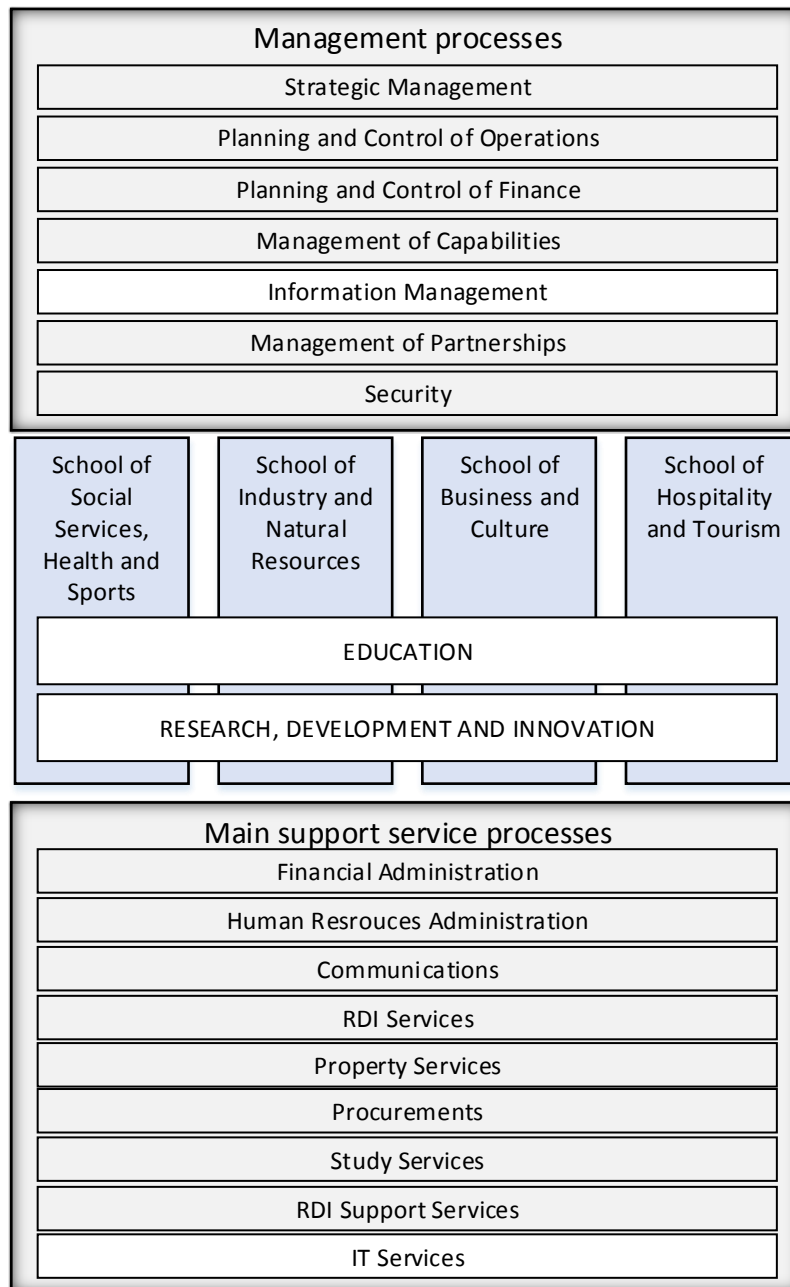 Management processes
Strategic Management
Planning and Control of Operations
Planning and Control of Finance
Management of Capabilities
Information Management
Management of Partnerships
Security
School of
Social
Services,
Health and
Sports
School of
Industry and
Natural
Resources
School of
Business and
Culture
School of
Hospitality
and Tourism
EDUCATION
RESEARCH, DEVELOPMENT AND INNOVATION
Main support service processes
Financial Administration
Human Resrouces Administration
Communications
RDI Services
Property Services
Procurements
Study Services
RDI Support Services
IT Services